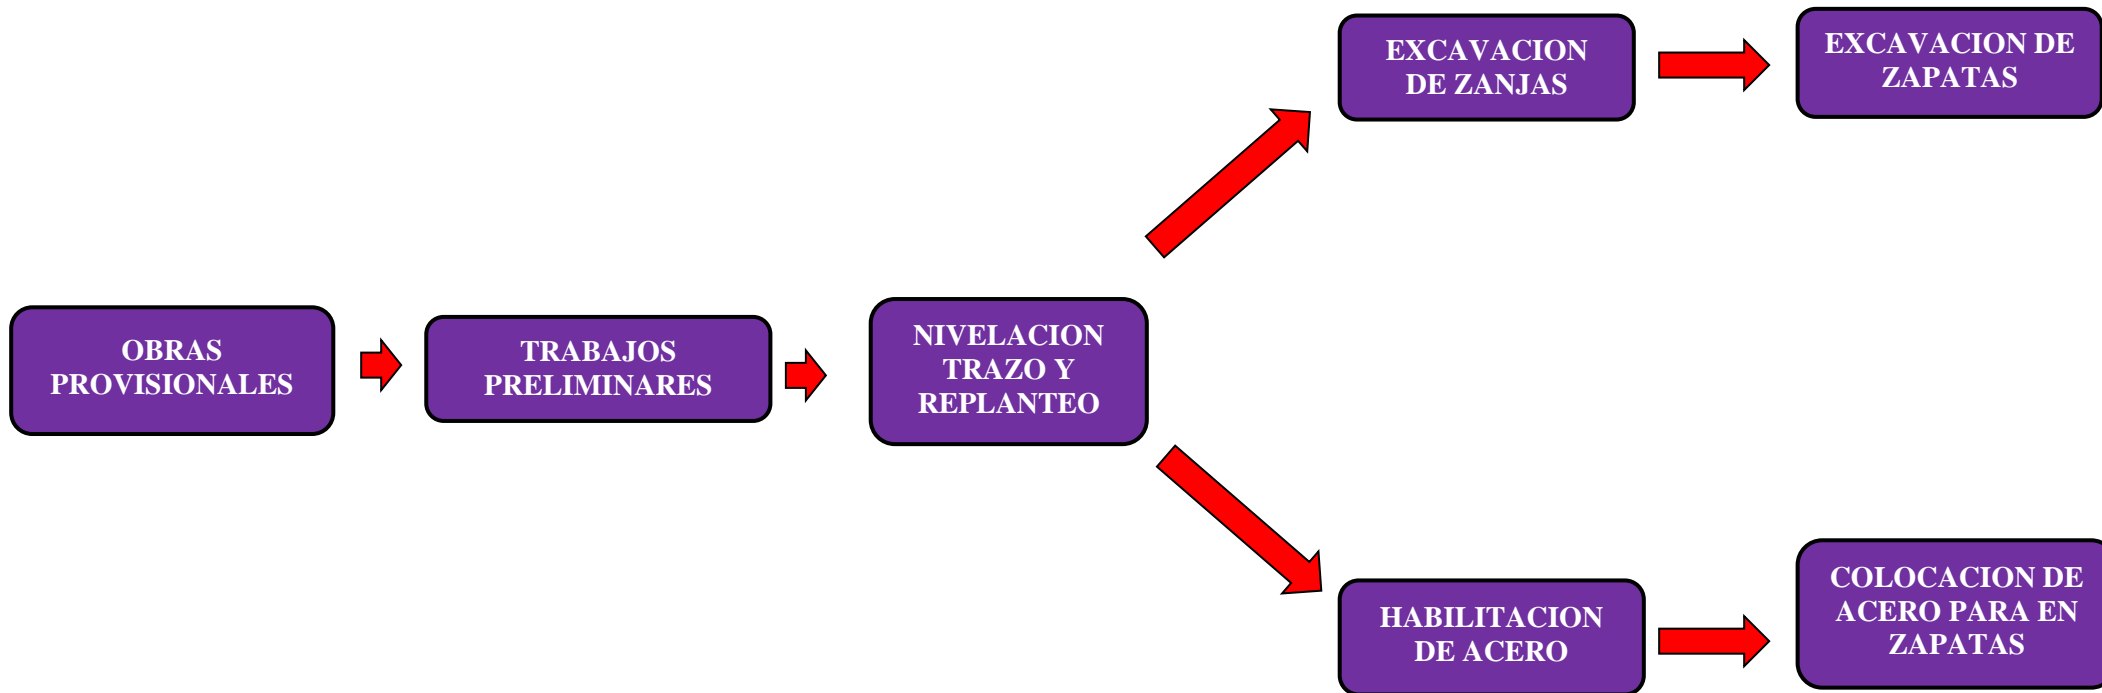 OBRAS
PROVISIONALES
TRABAJOS
PRELIMINARES
NIVELACION
TRAZO Y
REPLANTEO
EXCAVACION
DE ZANJAS
EXCAVACION DE
ZAPATAS
HABILITACION
DE ACERO
COLOCACION DE
ACERO PARA EN
ZAPATAS